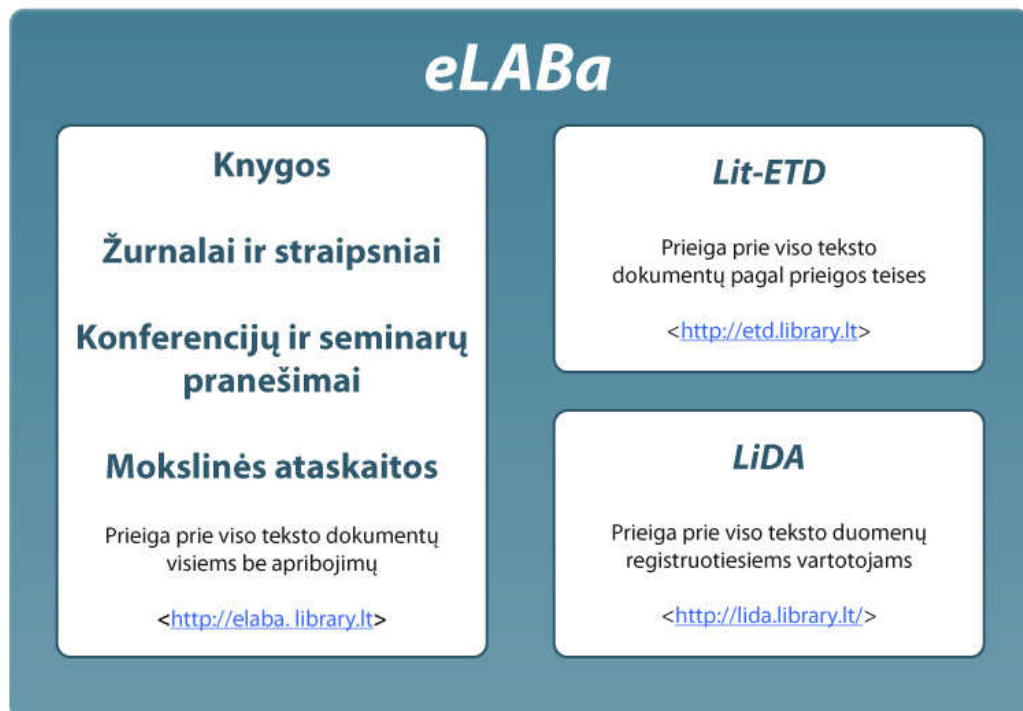 eLABa
Knygos
Žurnalai ir straipsniai
Konferencijų ir seminarų
pranešimai
Mokslinės ataskaitos
Prieiga prie viso teksto dokumentų
visiems be apribojimų
<http://elaba. library.lt>
Lit-ETD
Prieiga prie viso teksto
dokumentų pagal prieigos teises
<http://etd.library.lt>
LiDA
Prieiga prie viso teksto duomenų
registruotiesiems vartotojams
<http://lida.library.lt/>